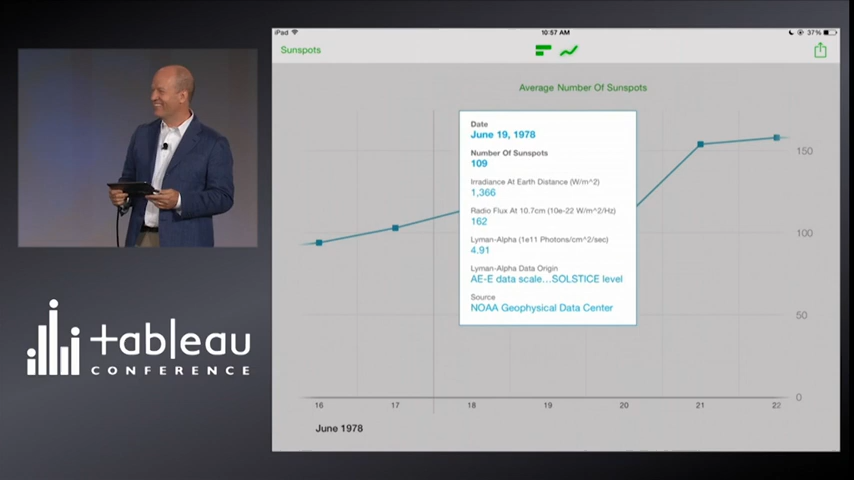 iPad
10:57 AM
37%
Sunspots
Average Number Of Sunspots
Date
June 19, 1978
Number Of Sunspots
109
Irradiance At Earth Distance (W/m^2)
1,366
Radio Flux At 10.7cm (10e-22 W/m^2/Hz)
162
Lyman-Alpha (1e11 Photons/cm^2/sec)
4.91
Lyman-Alpha Data Origin
AE-E data scale...SOLSTICE level
Source
NOAA Geophysical Data Center
150
100
50
0
16 17 18 19 20 21 22
June 1978
+ableau
CONFERENCE